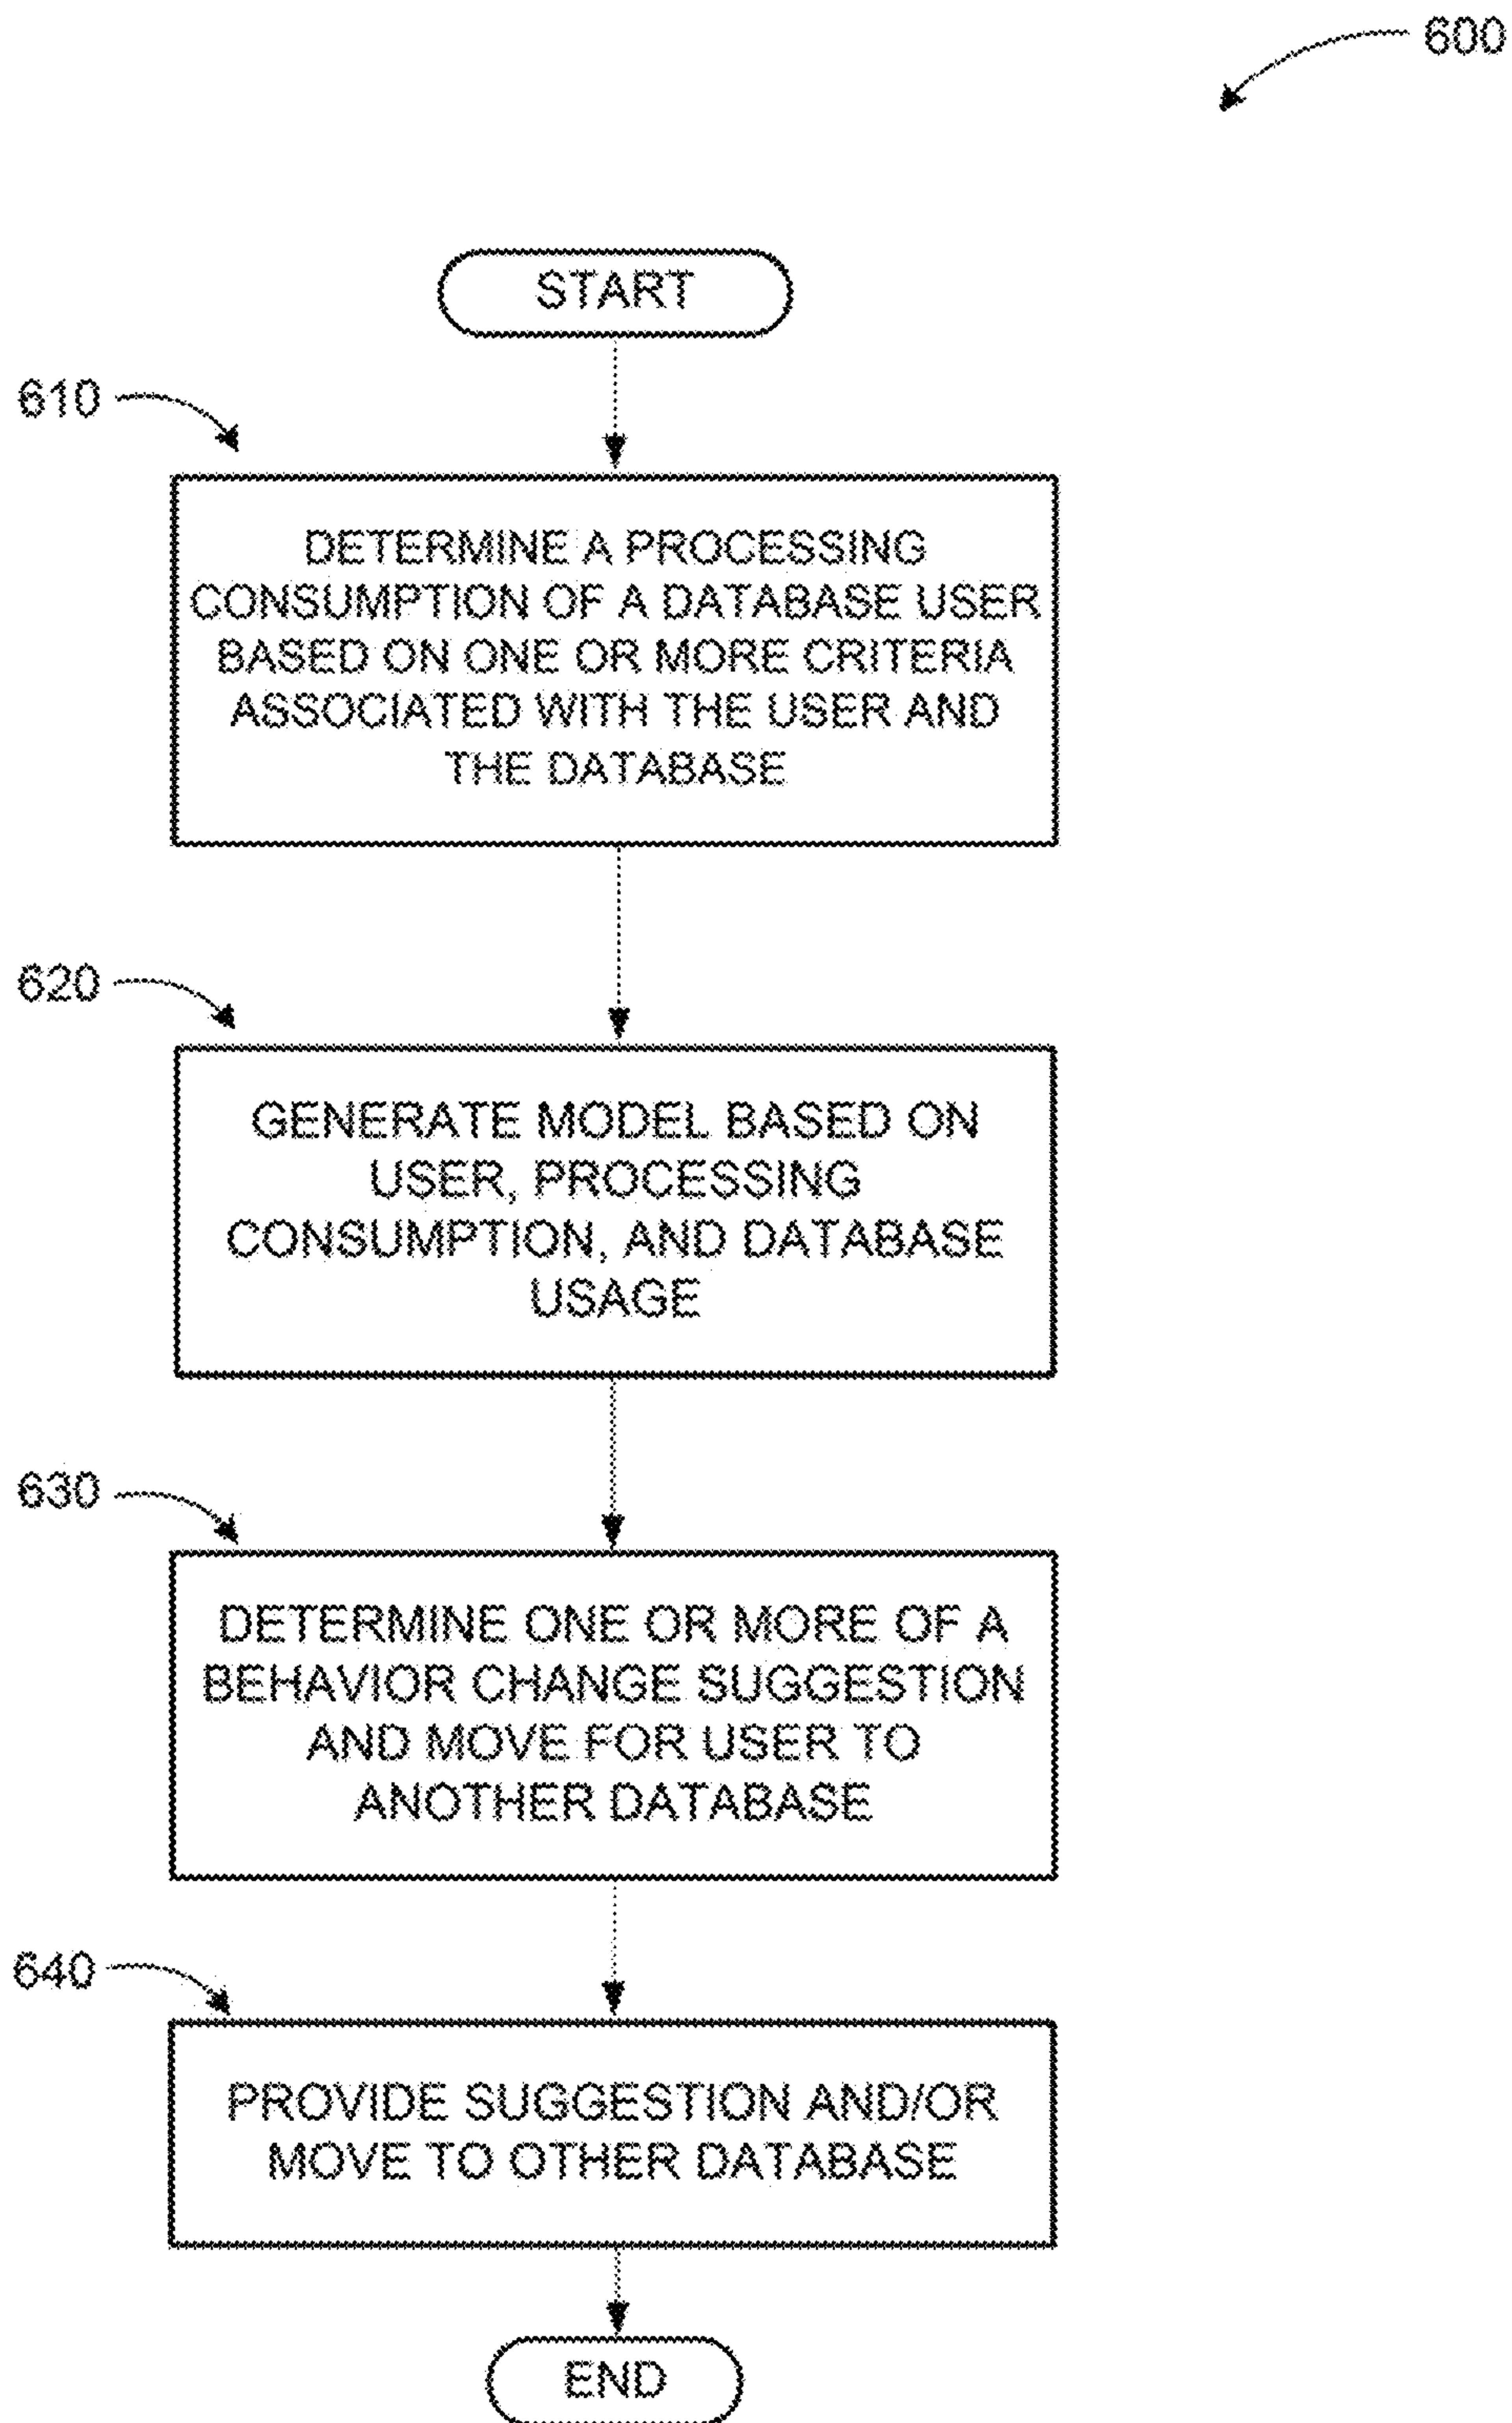 600
START
610
DETERMINE A PROCESSING
CONSUMPTION OF A DATABASE USER
BASED ON ONE OR MORE CRITERIA
ASSOCIATED WITH THE USER AND
THE DATABASE
620
GENERATE MODEL BASED ON
USER, PROCESSING
CONSUMPTION, AND DATABASE
USAGE
630
DETERMINE ONE OR MORE OF A
BEHAVIOR CHANGE SUGGESTION
AND MOVE FOR USER TO
ANOTHER DATABASE
640
PROVIDE SUGGESTION AND/OR
MOVE TO OTHER DATABASE
END